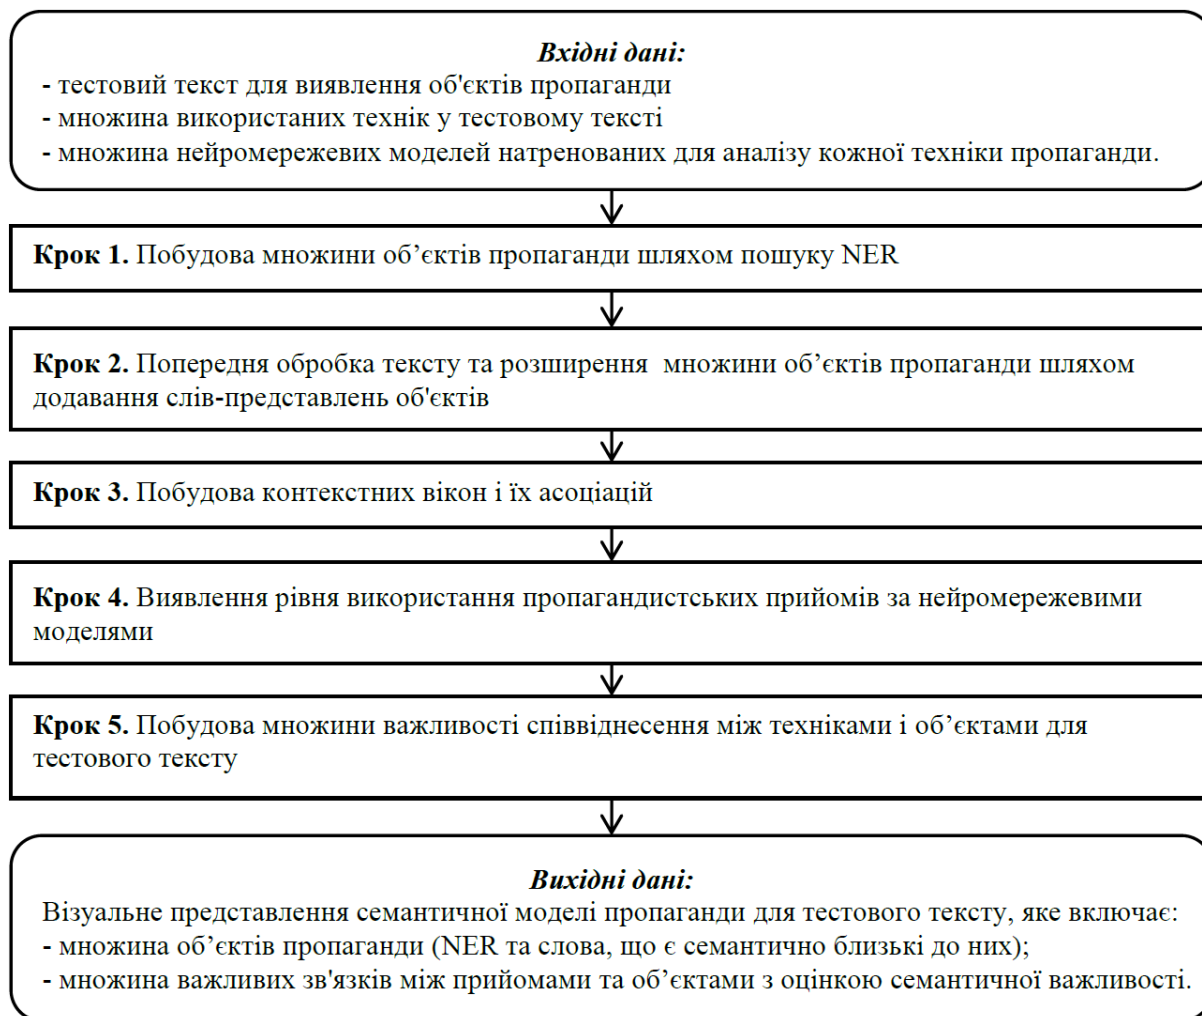 Вхідні дані:
- тестовий текст для виявлення об'єктів пропаганди
- множина використаних технік у тестовому тексті
- множина нейромережевих моделей натренованих для аналізу кожної техніки пропаганди.
Крок 1. Побудова множини об’єктів пропаганди шляхом пошуку NER
Крок 2. Попередня обробка тексту та розширення множини об’єктів пропаганди шляхом
додавання слів-представлень об'єктів
Крок 3. Побудова контекстних вікон і їх асоціацій
Крок 4. Виявлення рівня використання пропагандистських прийомів за нейромережевими
моделями
Крок 5. Побудова множини важливості співвіднесення між техніками і об’єктами для
тестового тексту
Вихідні дані:
Візуальне представлення семантичної моделі пропаганди для тестового тексту, яке включає:
- множина об’єктів пропаганди (NER та слова, що є семантично близькі до них);
- множина важливих зв'язків між прийомами та об’єктами з оцінкою семантичної важливості.